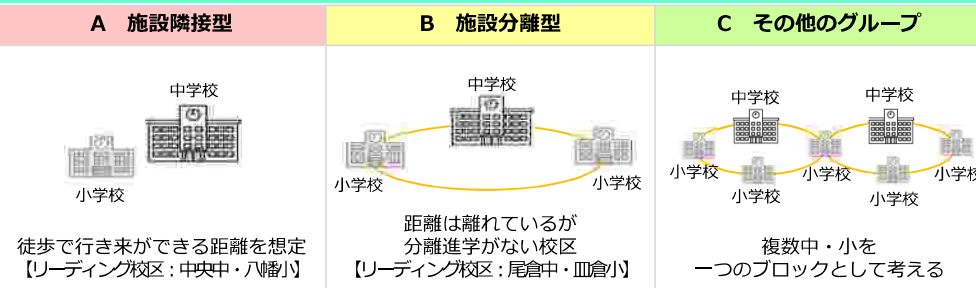 A 施設隣接型
中学校
小学校
徒歩で行き来ができる距離を想定
【リーディング校区：中央中・八幡小】
B 施設分離型
中学校
小学校
小学校
距離は離れているが
分離進学がない校区
【リーディング校区：尾倉中・皿倉小】
C その他のグループ
中学校
中学校
小学校
小学校
小学校
小学校
小学校
複数中・小を
一つのブロックとして考える